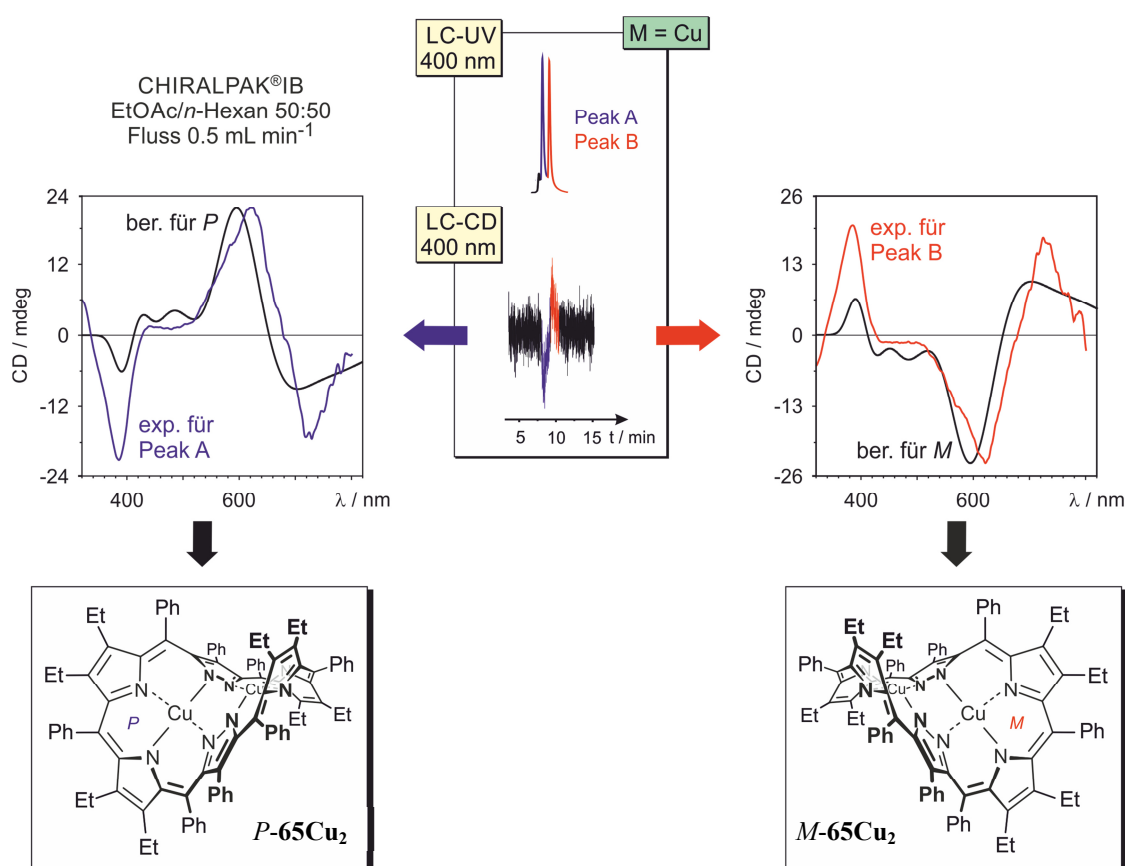 LC-UV
400 nm
M = Cu
CHIRALPAK®IB
EtOAc/n-Hexan 50:50
Fluss 0.5 mL min-1
Peak A
Peak B
LC-CD
400 nm
5 10 15 t / min
24
12
0
-12
-24
CD / mdeg
ber. für P
exp. für
Peak A
400 600 λ / nm
26
13
0
-13
-26
CD / mdeg
exp. für
Peak B
ber. für M
400 600 λ / nm
Ph
Et
Et
Et
Et
Ph
Ph
Ph
N
N
N
Cu
Cu
P
N
Et
Et
N
N
N
Ph
Ph
N
Et
Et
Ph
Ph
P-65Cu2
Ph
Et
Et
Et
Et
Ph
Ph
Ph
N
N
N
Cu
Cu
M
N
Et
Et
N
N
N
Ph
Ph
N
Et
Et
Ph
Ph
M-65Cu2